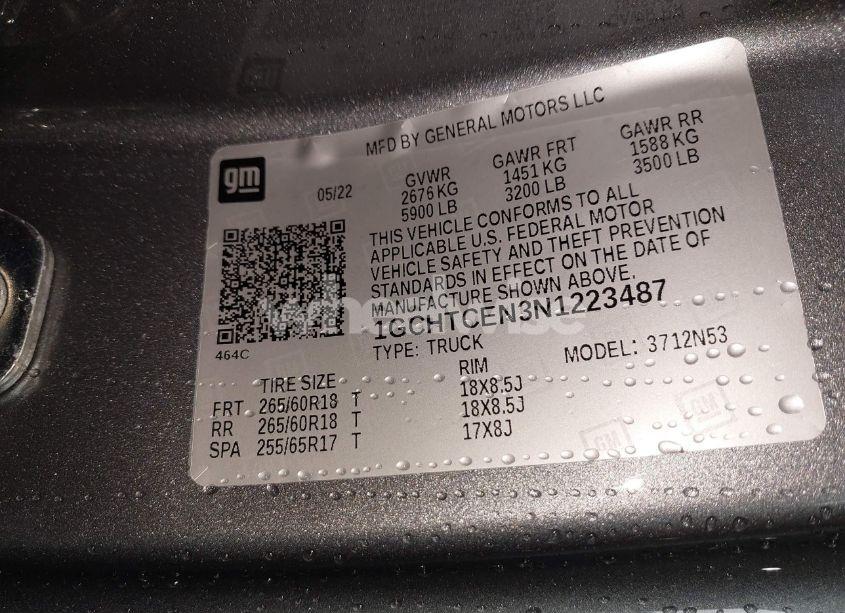 MFD BY GENERAL MOTORS LLC
gm
05/22
GVWR
2676 KG
5900 LB
GAWR FRT
1451 KG
3200 LB
GAWR RR
1588 KG
3500 LB
THIS VEHICLE CONFORMS TO ALL
APPLICABLE U.S. FEDERAL MOTOR
VEHICLE SAFETY AND THEFT PREVENTION
STANDARDS IN EFFECT ON THE DATE OF
MANUFACTURE SHOWN ABOVE.
1GCHTCEN3N1223487
464C
TYPE: TRUCK
MODEL: 3712N53
TIRE SIZE RIM
FRT 265/60R18 T 18X8.5J
RR 265/60R18 T 18X8.5J
SPA 255/65R17 T 17X8J